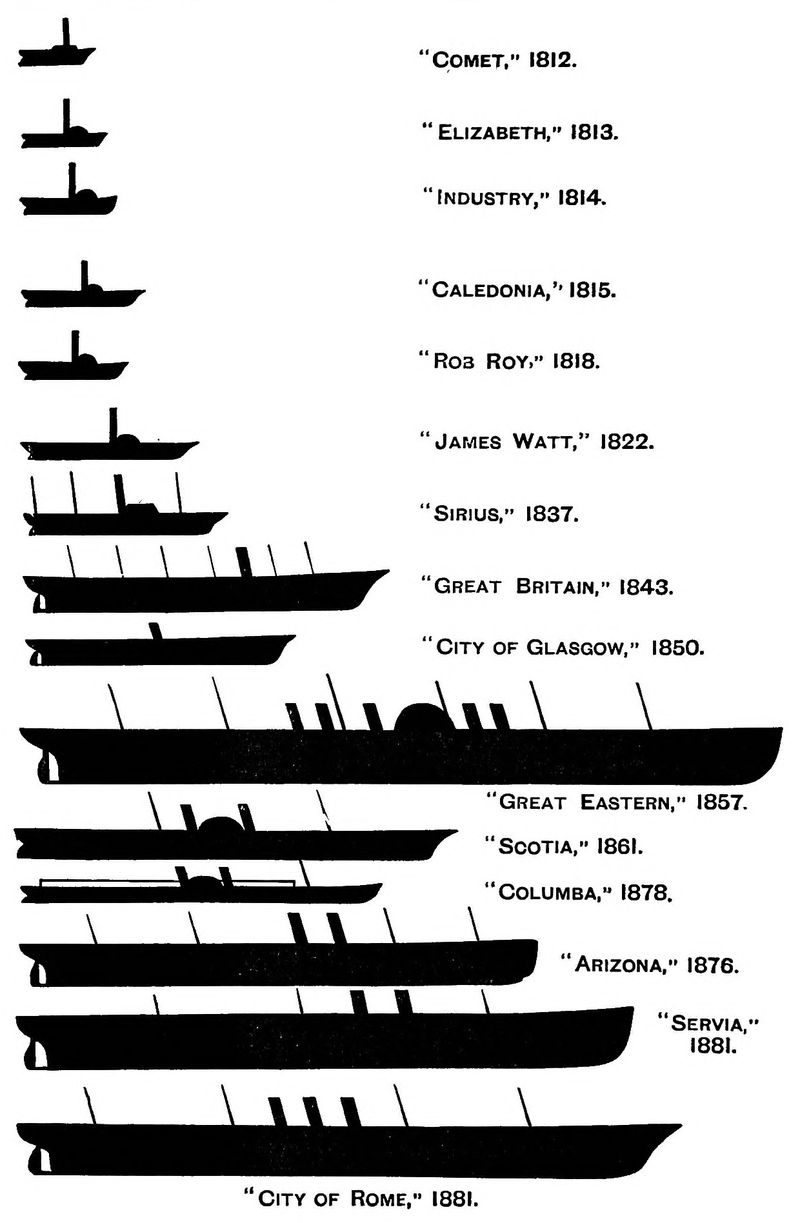 "COMET," 1812.
"ELIZABETH," 1813.
"INDUSTRY," 1814.
"CALEDONIA," 1815.
"ROB ROY," 1818.
"JAMES WATT," 1822.
"SIRIUS," 1837.
"GREAT BRITAIN," 1843.
"CITY OF GLASGOW," 1850.
"GREAT EASTERN," 1857.
"SCOTIA," 1861.
"COLUMBA," 1878.
"ARIZONA," 1876.
"SERVIA,"
1881.
"CITY OF ROME," 1881.